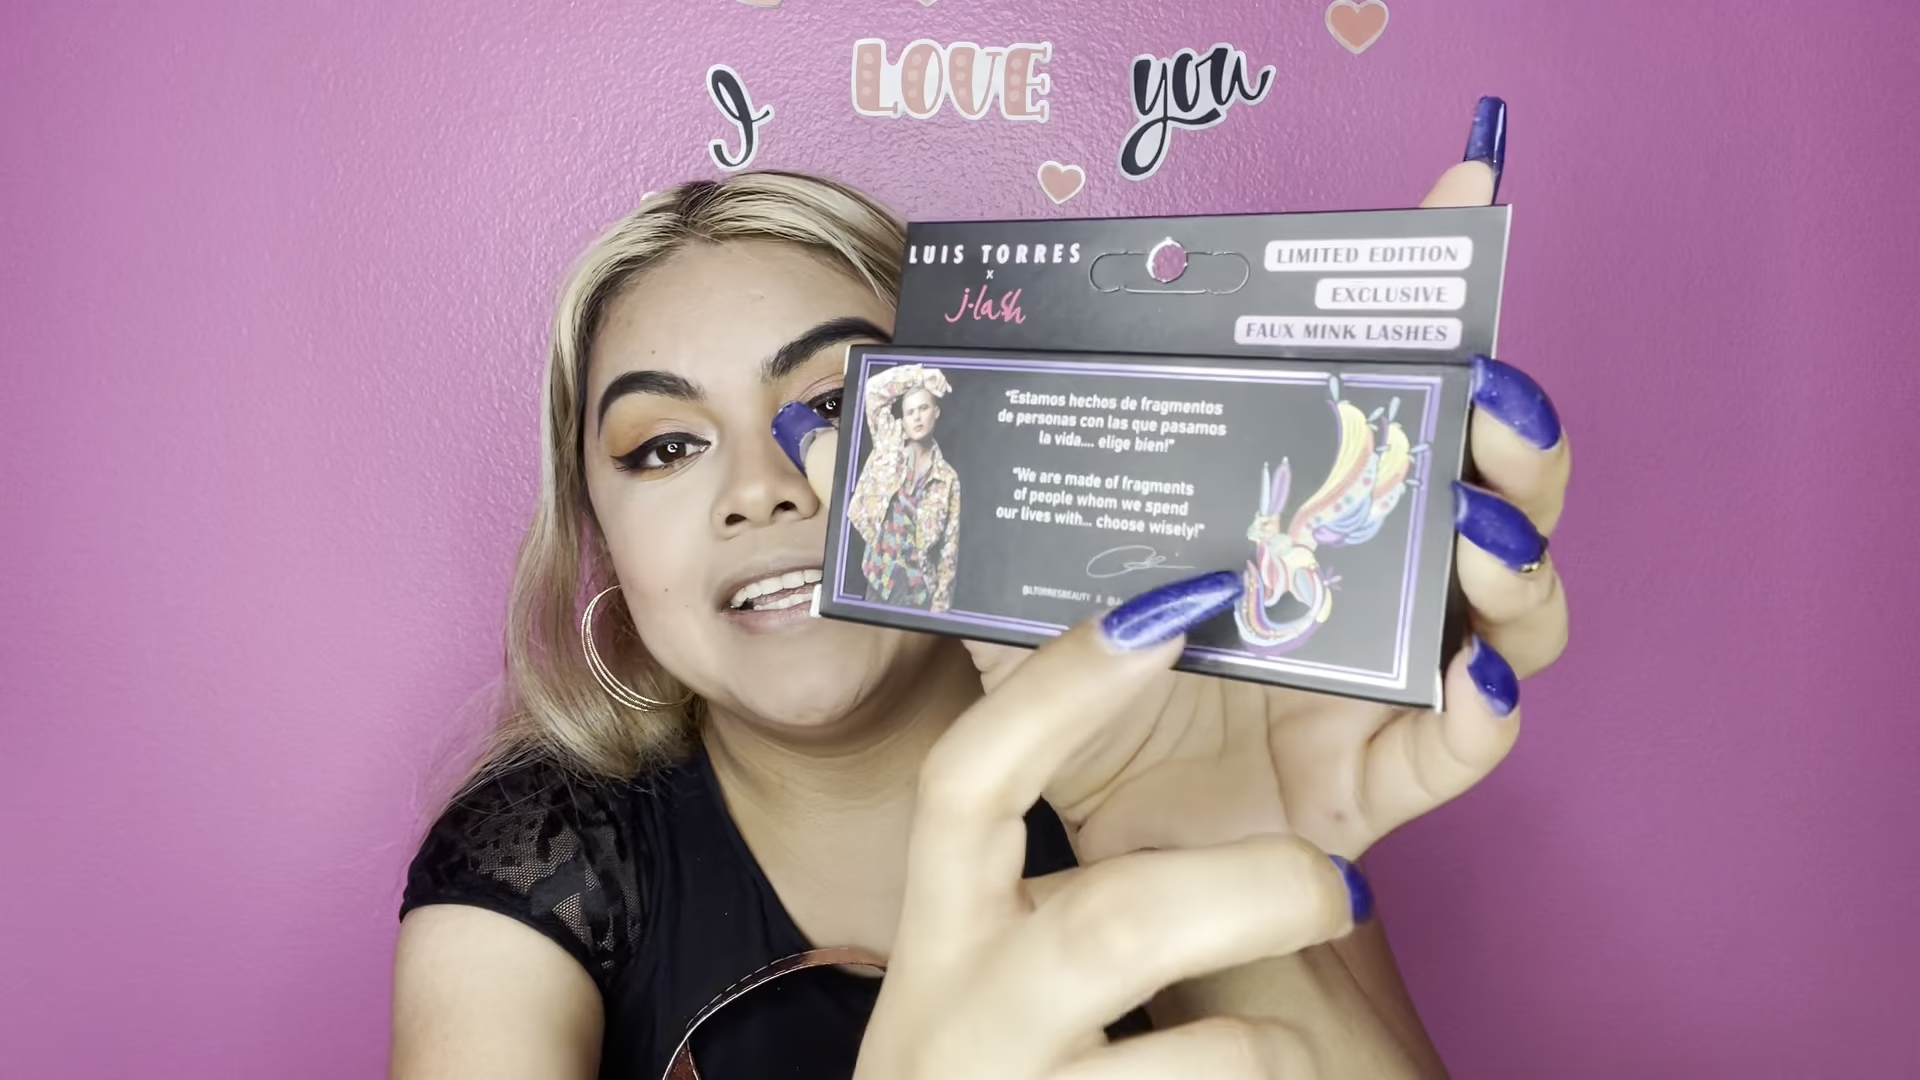 I LOVE you
LUIS TORRES
x
j-lash
LIMITED EDITION
EXCLUSIVE
FAUX MINK LASHES
"Estamos hechos de fragmentos
de personas con las que pasamos
la vida.... elige bien!"
"We are made of fragments
of people whom we spend
our lives with... choose wisely!"
@LTORRESBEAUTY X